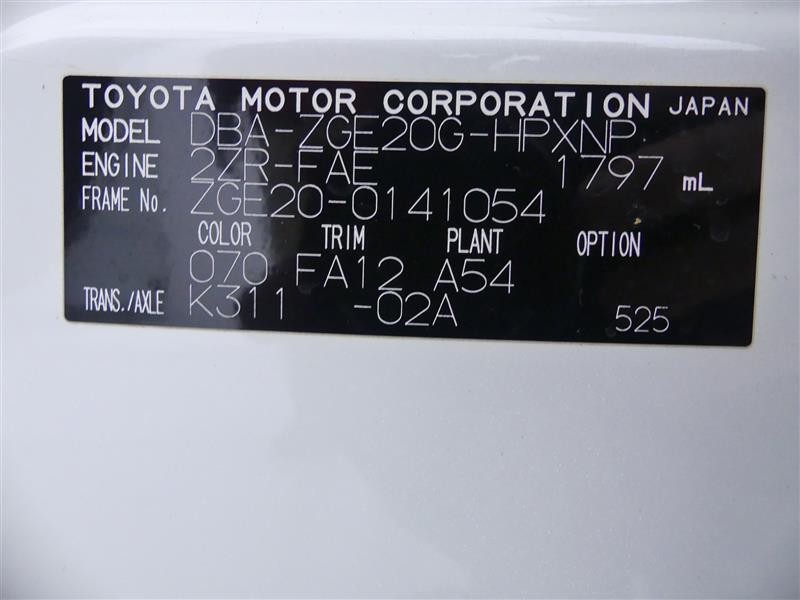 TOYOTA MOTOR CORPORATION JAPAN
MODEL DBA-ZGE20G-HPXNP
ENGINE 2ZR-FAE 1797 mL
FRAME No. ZGE20-0141054
COLOR TRIM PLANT OPTION
070 FA12 A54
TRANS./AXLE K311 -02A 525